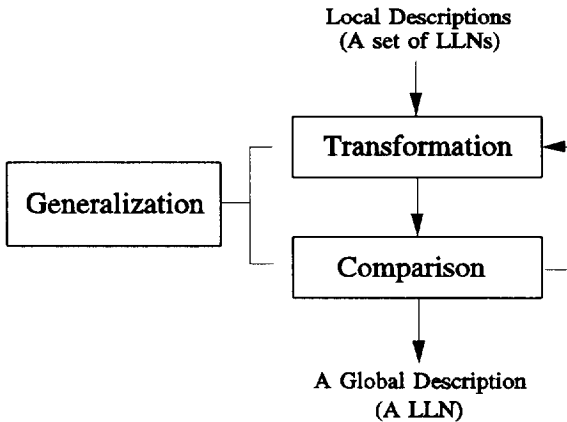 Local Descriptions
(A set of LLNs)
Transformation
Generalization
Comparison
A Global Description
(A LLN)